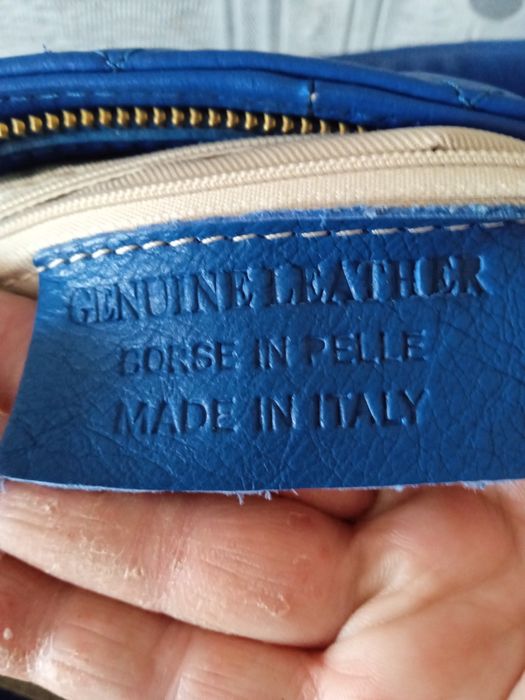 GENUINE LEATHER
BORSE IN PELLE
MADE IN ITALY